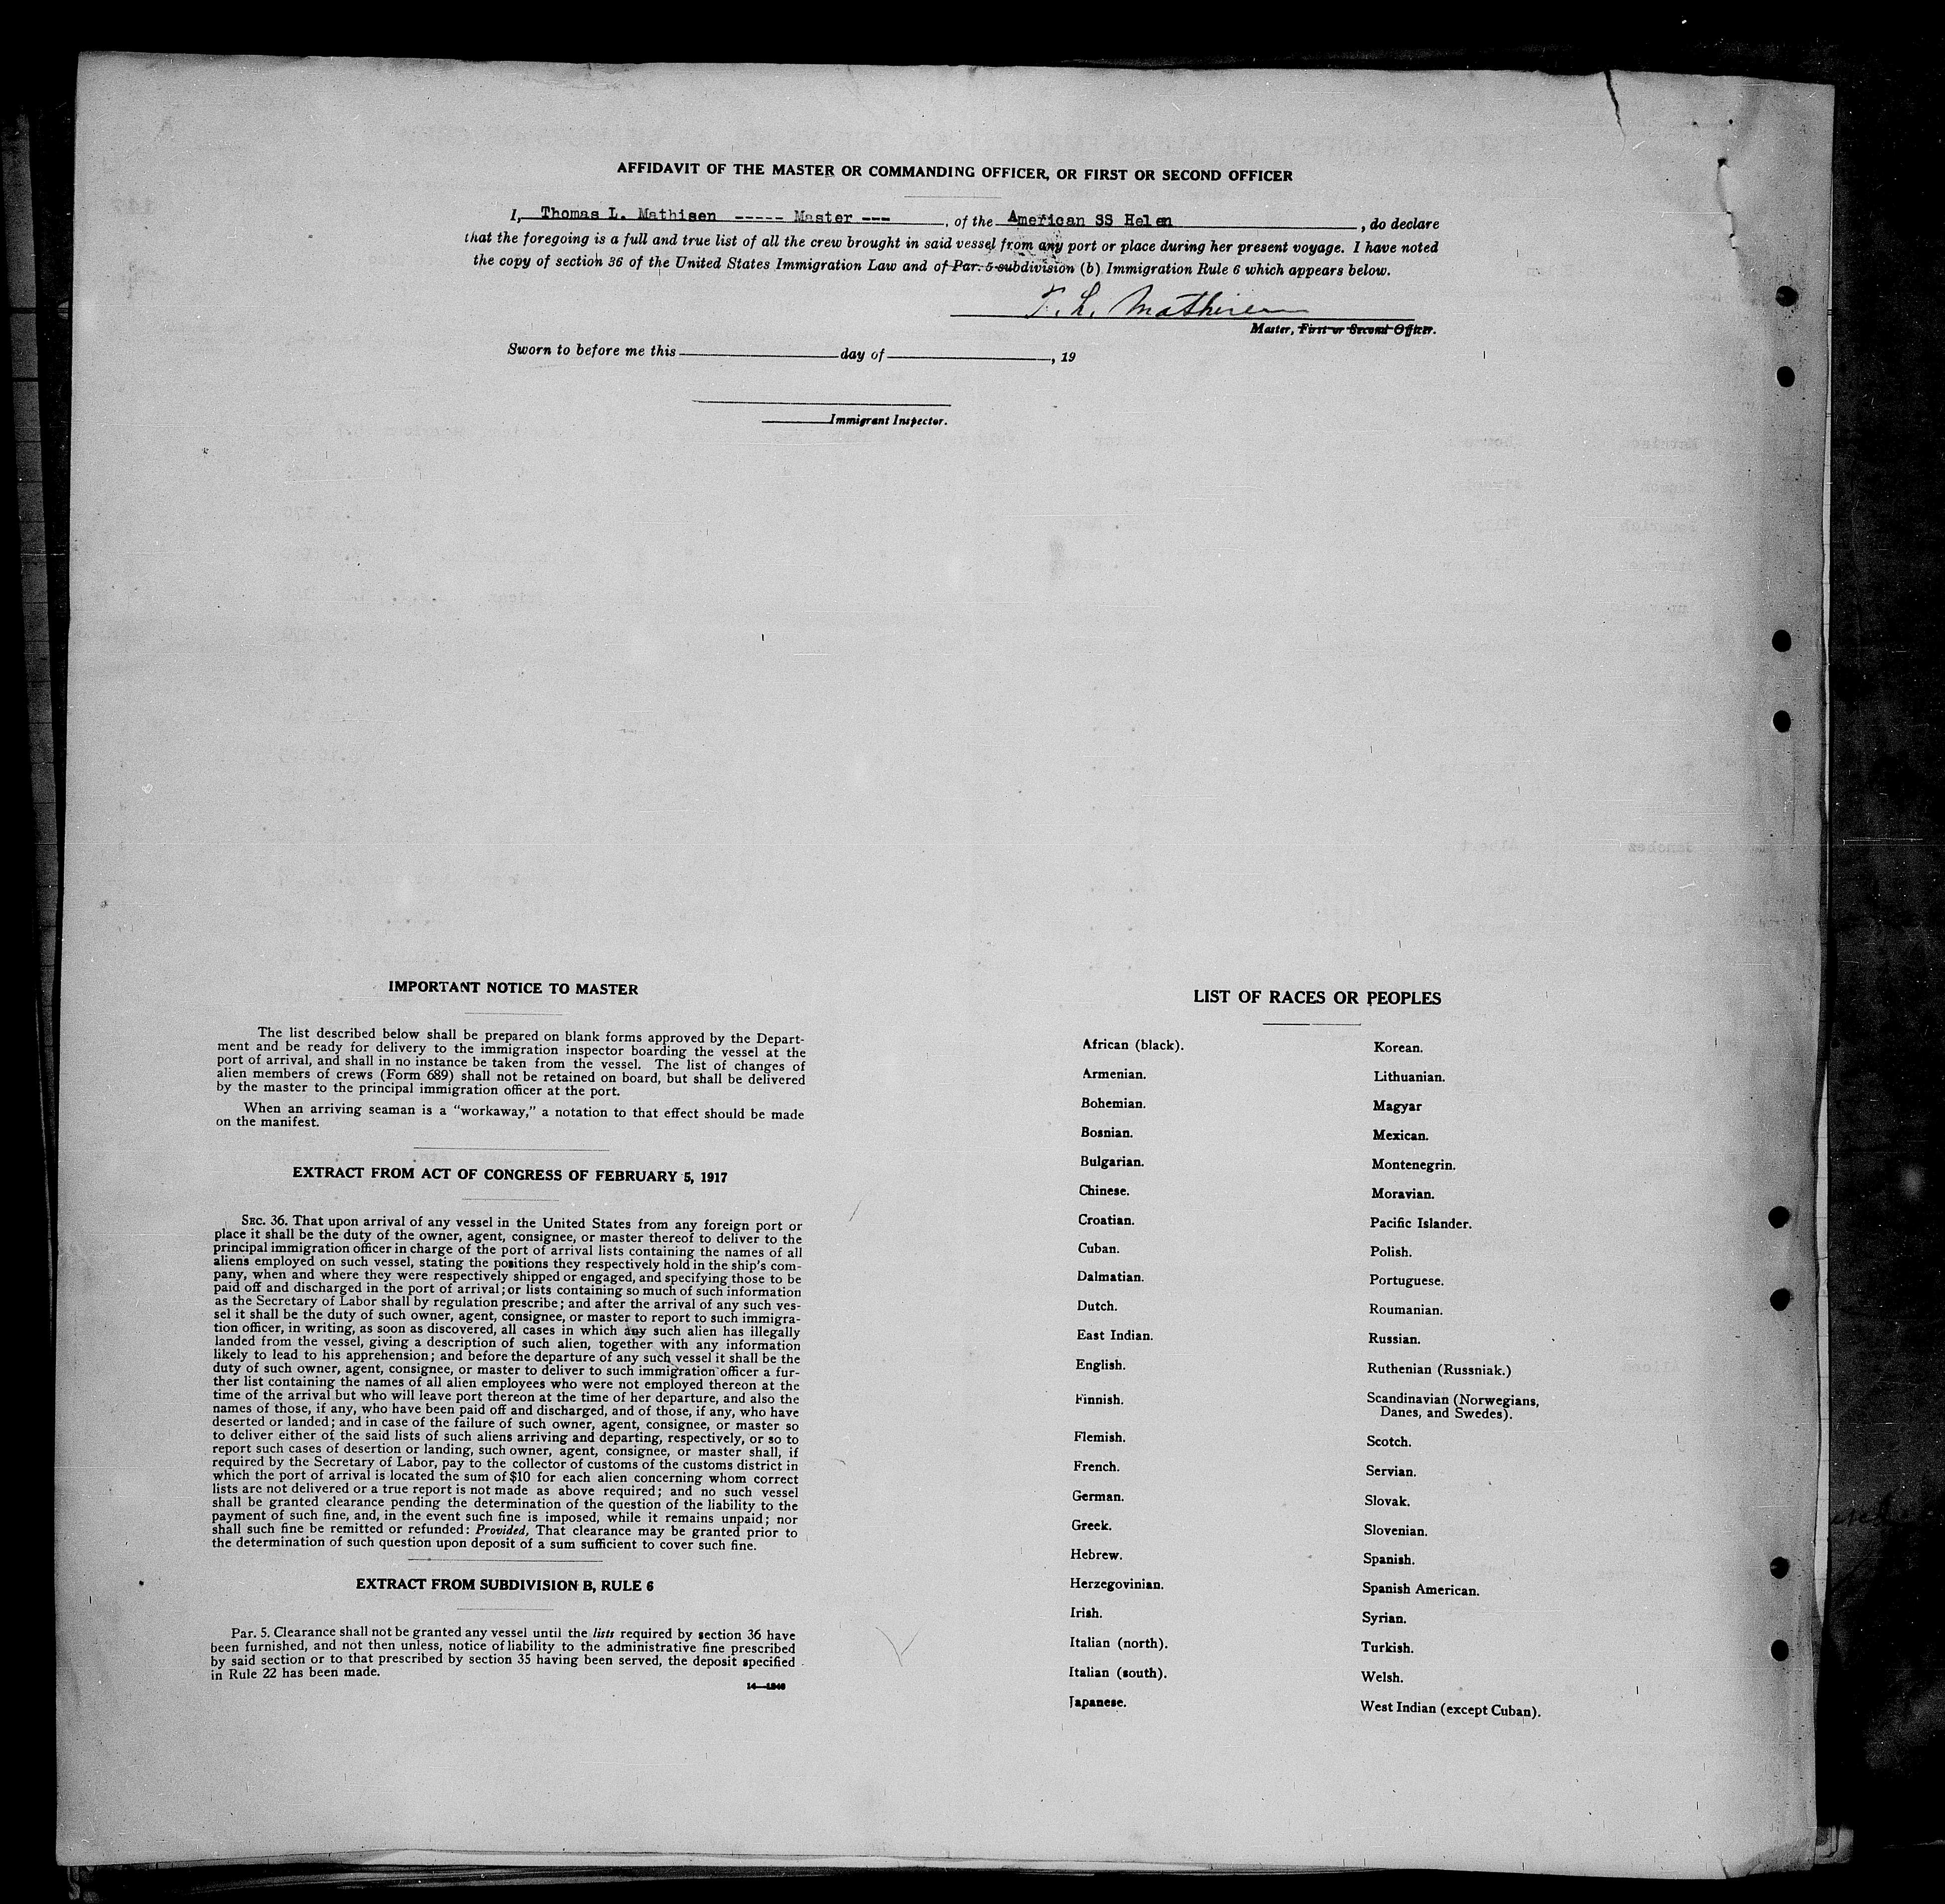 AFFIDAVIT OF THE MASTER OR COMMANDING OFFICER, OR FIRST OR SECOND OFFICER
I, Thomas L. Mathisen ----- Master ---, of the American SS Helen, do declare
that the foregoing is a full and true list of all the crew brought in said vessel from any port or place during her present voyage. I have noted
the copy of section 36 of the United States Immigration Law and of Par. 5 subdivision (b) Immigration Rule 6 which appears below.
T. L. Mathisen
Master, First or Second Officer.
Sworn to before me this day of , 19
Immigrant Inspector.
IMPORTANT NOTICE TO MASTER
The list described below shall be prepared on blank forms approved by the Depart-
ment and be ready for delivery to the immigration inspector boarding the vessel at the
port of arrival, and shall in no instance be taken from the vessel. The list of changes of
alien members of crews (Form 689) shall not be retained on board, but shall be delivered
by the master to the principal immigration officer at the port.
When an arriving seaman is a "workaway," a notation to that effect should be made
on the manifest.
EXTRACT FROM ACT OF CONGRESS OF FEBRUARY 5, 1917
SEC. 36. That upon arrival of any vessel in the United States from any foreign port or
place it shall be the duty of the owner, agent, consignee, or master thereof to deliver to the
principal immigration officer in charge of the port of arrival lists containing the names of all
aliens employed on such vessel, stating the positions they respectively hold in the ship's com-
pany, when and where they were respectively shipped or engaged, and specifying those to be
paid off and discharged in the port of arrival; or lists containing so much of such information
as the Secretary of Labor shall by regulation prescribe; and after the arrival of any such ves-
sel it shall be the duty of such owner, agent, consignee, or master to report to such immigra-
tion officer, in writing, as soon as discovered, all cases in which any such alien has illegally
landed from the vessel, giving a description of such alien, together with any information
likely to lead to his apprehension; and before the departure of any such vessel it shall be the
duty of such owner, agent, consignee, or master to deliver to such immigration officer a fur-
ther list containing the names of all alien employees who were not employed thereon at the
time of the arrival but who will leave port thereon at the time of her departure, and also the
names of those, if any, who have been paid off and discharged, and of those, if any, who have
deserted or landed; and in case of the failure of such owner, agent, consignee, or master so
to deliver either of the said lists of such aliens arriving and departing, respectively, or so to
report such cases of desertion or landing, such owner, agent, consignee, or master shall, if
required by the Secretary of Labor, pay to the collector of customs of the customs district in
which the port of arrival is located the sum of $10 for each alien concerning whom correct
lists are not delivered or a true report is not made as above required; and no such vessel
shall be granted clearance pending the determination of the question of the liability to the
payment of such fine, and, in the event such fine is imposed, while it remains unpaid; nor
shall such fine be remitted or refunded: Provided, That clearance may be granted prior to
the determination of such question upon deposit of a sum sufficient to cover such fine.
EXTRACT FROM SUBDIVISION B, RULE 6
Par. 5. Clearance shall not be granted any vessel until the lists required by section 36 have
been furnished, and not then unless, notice of liability to the administrative fine prescribed
by said section or to that prescribed by section 35 having been served, the deposit specified
in Rule 22 has been made.
LIST OF RACES OR PEOPLES
African (black).
Armenian.
Bohemian.
Bosnian.
Bulgarian.
Chinese.
Croatian.
Cuban.
Dalmatian.
Dutch.
East Indian.
English.
Finnish.
Flemish.
French.
German.
Greek.
Hebrew.
Herzegovinian.
Irish.
Italian (north).
Italian (south).
Japanese.
Korean.
Lithuanian.
Magyar
Mexican.
Montenegrin.
Moravian.
Pacific Islander.
Polish.
Portuguese.
Roumanian.
Russian.
Ruthenian (Russniak.)
Scandinavian (Norwegians,
Danes, and Swedes).
Scotch.
Servian.
Slovak.
Slovenian.
Spanish.
Spanish American.
Syrian.
Turkish.
Welsh.
West Indian (except Cuban).